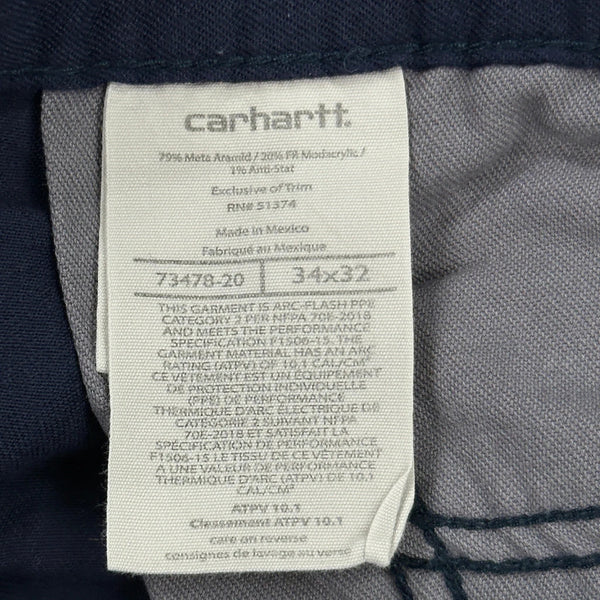 carhartt.
79% Meta Aramid / 20% FR Modacrylic /
1% Anti-Stat
Exclusive of Trim
RN# 51374
Made in Mexico
Fabriqué au Mexique
73478-20 34x32
THIS GARMENT IS ARC-FLASH PPE
CATEGORY 2 PER NFPA 70E-2018
AND MEETS THE PERFORMANCE
SPECIFICATION F1506-15. THE
GARMENT MATERIAL HAS AN ARC
RATING (ATPV) OF 10.1 CAL/CM²
CE VÊTEMENT EST UN ÉQUIPEMENT
DE PROTECTION INDIVIDUELLE
(PPE) DE PROTECTION
THERMIQUE D'ARC ÉLECTRIQUE DE
CATÉGORIE 2 SUIVANT NFPA
70E-2018 ET SATISFAIT LA
SPÉCIFICATION DE PERFORMANCE
F1506-15 LE TISSU DE CE VÊTEMENT
A UNE VALEUR DE PERFORMANCE
THERMIQUE D'ARC (ATPV) DE 10.1
CAL/CM²
ATPV 10.1
Classement ATPV 10.1
care on reverse
consignes de lavage au verso